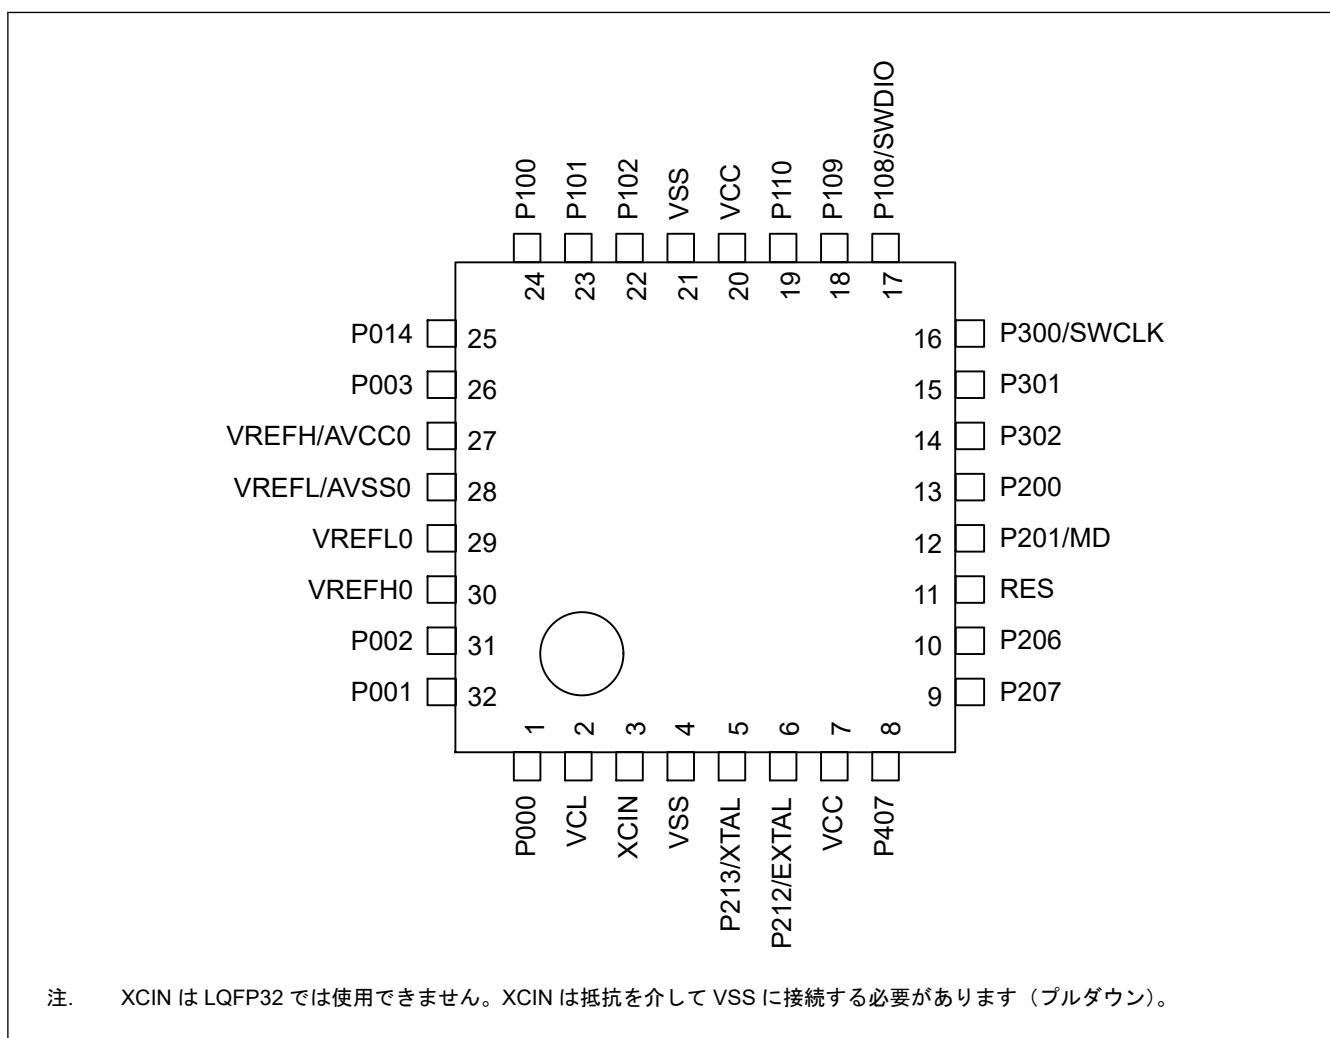 P100
P101
P102
VSS
VCC
P110
P109
P108/SWDIO
24
23
22
21
20
19
18
17
P014 25
P003 26
VREFH/AVCC0 27
VREFL/AVSS0 28
VREFL0 29
VREFH0 30
P002 31
P001 32
16 P300/SWCLK
15 P301
14 P302
13 P200
12 P201/MD
11 RES
10 P206
9 P207
1
2
3
4
5
6
7
8
P000
VCL
XCIN
VSS
P213/XTAL
P212/EXTAL
VCC
P407
注. XCIN は LQFP32 では使用できません。XCIN は抵抗を介して VSS に接続する必要があります（プルダウン）。